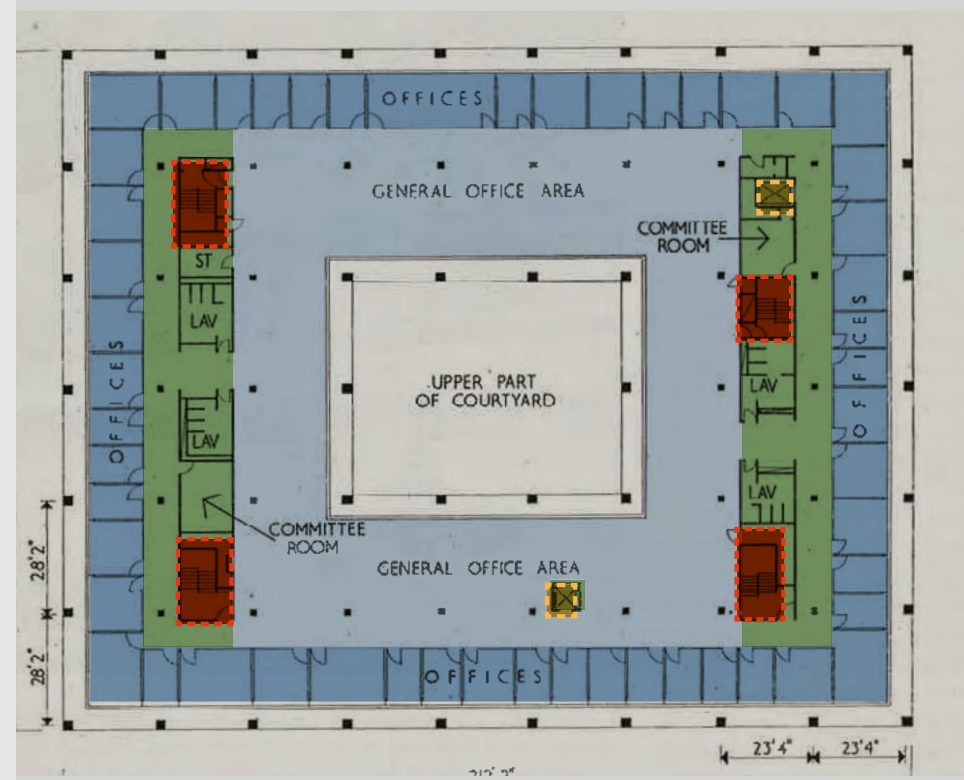 OFFICES
GENERAL OFFICE AREA
COMMITTEE
ROOM
ST
LAV
OFFICES
OFFICES
UPPER PART
OF COURTYARD
LAV
LAV
LAV
COMMITTEE
ROOM
28'2"
GENERAL OFFICE AREA
28'2"
OFFICES
23'4"
23'4"